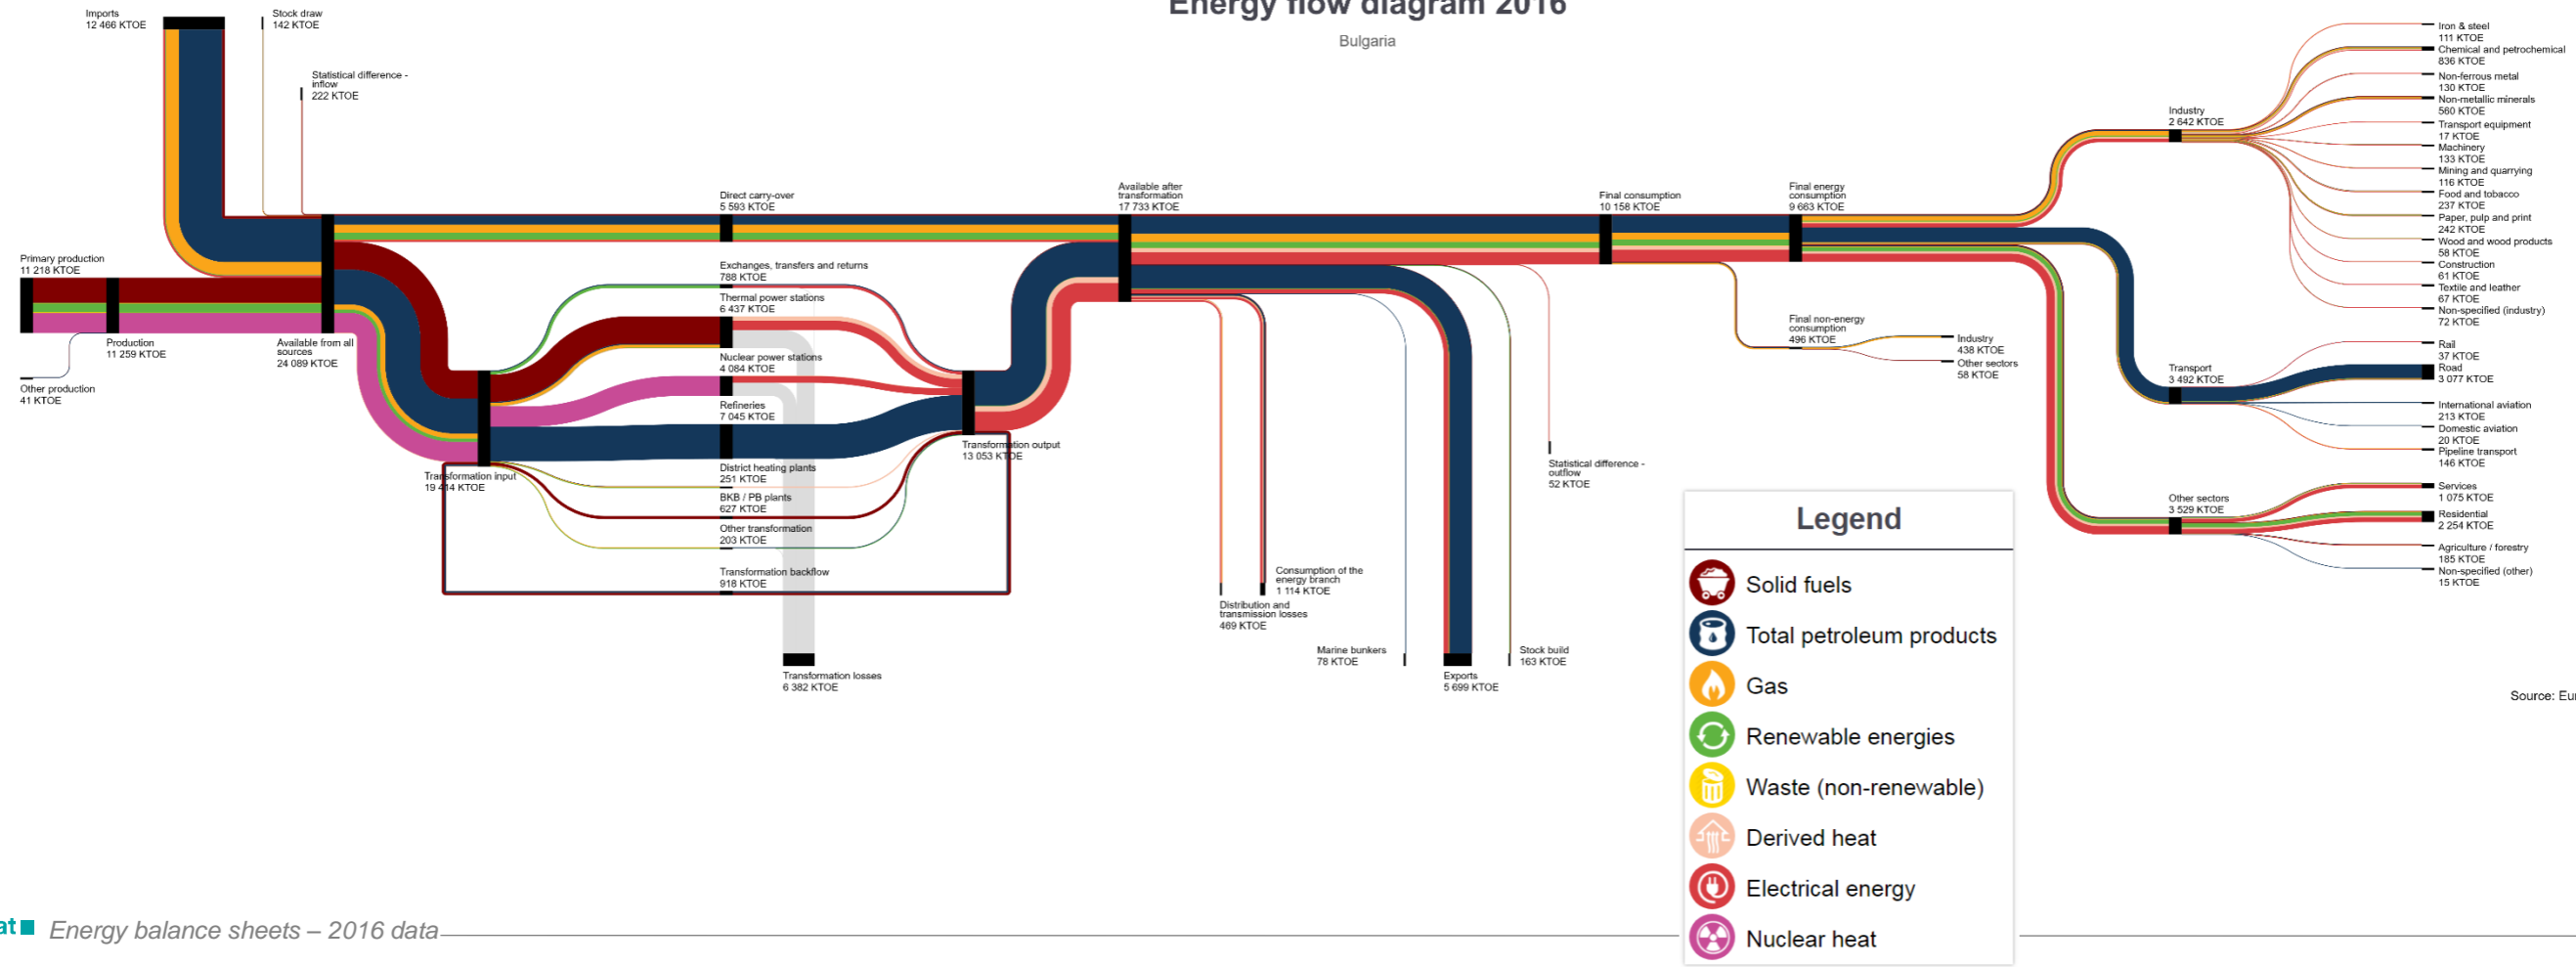 Energy flow diagram 2016
Bulgaria
Imports
12 466 KTOE
Stock draw
142 KTOE
Statistical difference -
inflow
222 KTOE
Primary production
11 218 KTOE
Production
11 259 KTOE
Other production
41 KTOE
Available from all
sources
24 089 KTOE
Direct carry-over
5 593 KTOE
Exchanges, transfers and returns
788 KTOE
Thermal power stations
6 437 KTOE
Nuclear power stations
4 084 KTOE
Refineries
7 045 KTOE
District heating plants
251 KTOE
BKB / PB plants
627 KTOE
Other transformation
203 KTOE
Transformation backflow
918 KTOE
Transformation input
19 414 KTOE
Transformation losses
6 382 KTOE
Transformation output
13 053 KTOE
Available after
transformation
17 733 KTOE
Distribution and
transmission losses
469 KTOE
Consumption of the
energy branch
1 114 KTOE
Marine bunkers
78 KTOE
Exports
5 699 KTOE
Stock build
163 KTOE
Statistical difference -
outflow
52 KTOE
Final consumption
10 158 KTOE
Final energy
consumption
9 663 KTOE
Final non-energy
consumption
496 KTOE
Industry
438 KTOE
Other sectors
58 KTOE
Industry
2 642 KTOE
Transport
3 492 KTOE
Other sectors
3 529 KTOE
Iron & steel
111 KTOE
Chemical and petrochemical
836 KTOE
Non-ferrous metal
130 KTOE
Non-metallic minerals
560 KTOE
Transport equipment
17 KTOE
Machinery
133 KTOE
Mining and quarrying
116 KTOE
Food and tobacco
237 KTOE
Paper, pulp and print
242 KTOE
Wood and wood products
58 KTOE
Construction
61 KTOE
Textile and leather
67 KTOE
Non-specified (industry)
72 KTOE
Rail
37 KTOE
Road
3 077 KTOE
International aviation
213 KTOE
Domestic aviation
20 KTOE
Pipeline transport
146 KTOE
Services
1 075 KTOE
Residential
2 254 KTOE
Agriculture / forestry
185 KTOE
Non-specified (other)
15 KTOE
Legend
Solid fuels
Total petroleum products
Gas
Renewable energies
Waste (non-renewable)
Derived heat
Electrical energy
Nuclear heat
Source: Eu
at Energy balance sheets – 2016 data